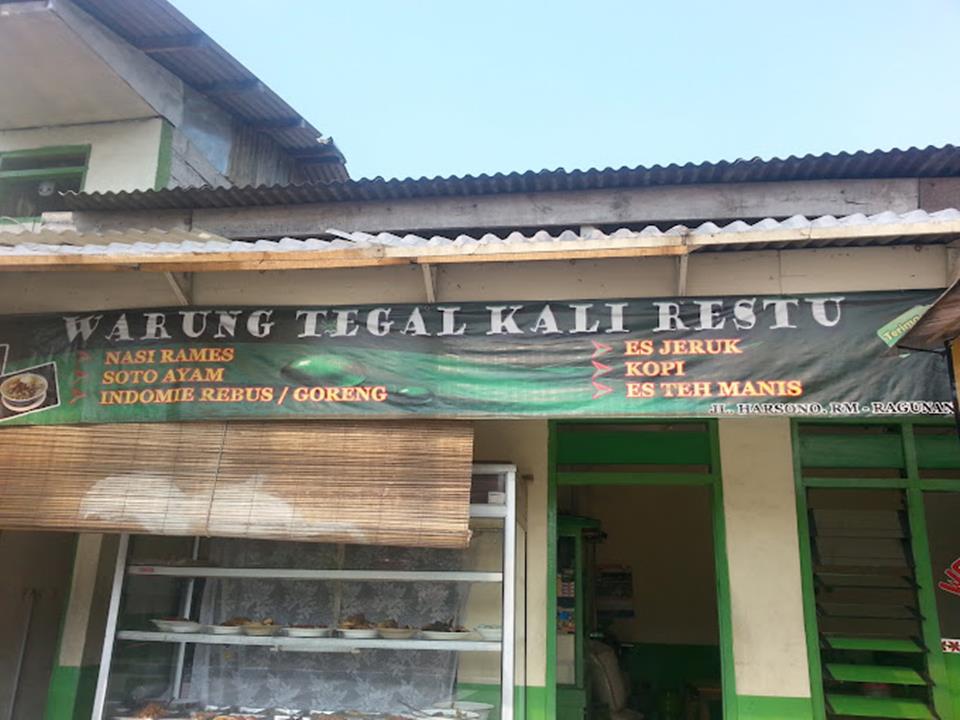 WARUNG TEGAL KALI RESTU
NASI RAMES
SOTO AYAM
INDOMIE REBUS / GORENG
ES JERUK
KOPI
ES TEH MANIS
JL. HARSONO. RM - RAGUNAN